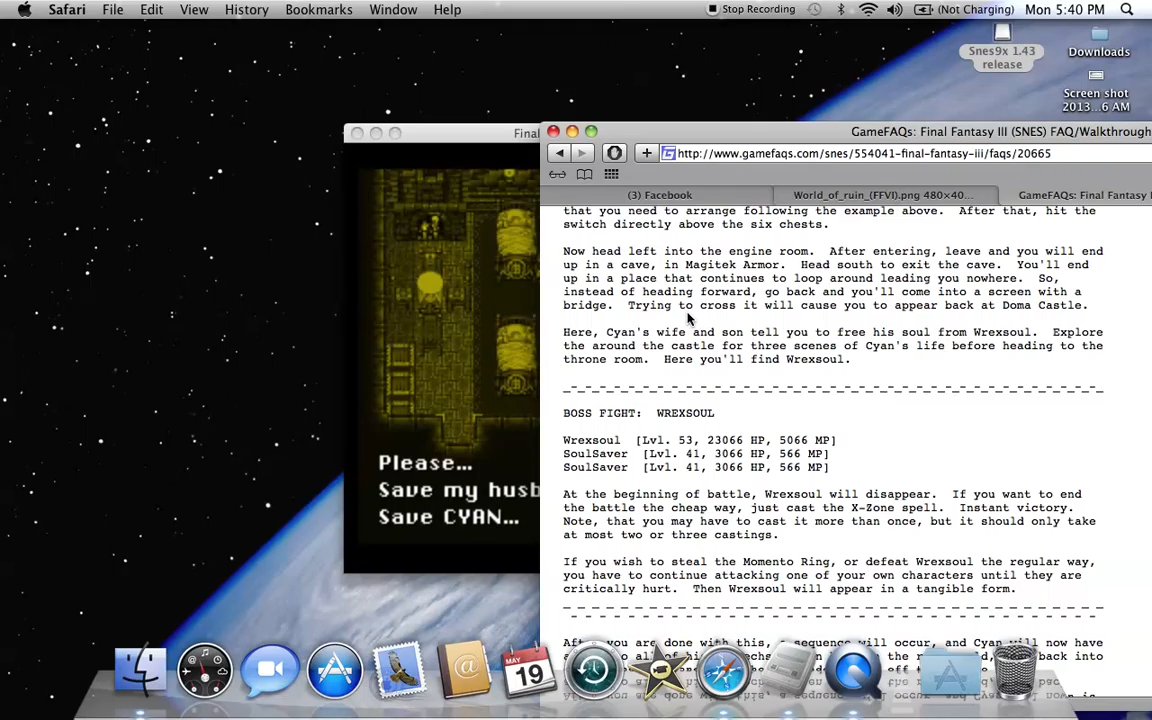 Safari File Edit View History Bookmarks Window Help Stop Recording (Not Charging) Mon 5:40 PM
Snes9x 1.43
release
Downloads
Screen shot
2013...6 AM
Final
GameFAQs: Final Fantasy III (SNES) FAQ/Walkthrough
http://www.gamefaqs.com/snes/554041-final-fantasy-iii/faqs/20665
(3) Facebook World_of_ruin_(FFVI).png 480×40... GameFAQs: Final Fantasy I
that you need to arrange following the example above. After that, hit the
switch directly above the six chests.
Now head left into the engine room. After entering, leave and you will end
up in a cave, in Magitek Armor. Head south to exit the cave. You'll end
up in a place that continues to loop around leading you nowhere. So,
instead of heading forward, go back and you'll come into a screen with a
bridge. Trying to cross it will cause you to appear back at Doma Castle.
Here, Cyan's wife and son tell you to free his soul from Wrexsoul. Explore
the around the castle for three scenes of Cyan's life before heading to the
throne room. Here you'll find Wrexsoul.
BOSS FIGHT: WREXSOUL
Wrexsoul [Lvl. 53, 23066 HP, 5066 MP]
SoulSaver [Lvl. 41, 3066 HP, 566 MP]
SoulSaver [Lvl. 41, 3066 HP, 566 MP]
At the beginning of battle, Wrexsoul will disappear. If you want to end
the battle the cheap way, just cast the X-Zone spell. Instant victory.
Note, that you may have to cast it more than once, but it should only take
at most two or three castings.
If you wish to steal the Momento Ring, or defeat Wrexsoul the regular way,
you have to continue attacking one of your own characters until they are
critically hurt. Then Wrexsoul will appear in a tangible form.
you are done with this, a sequence will occur, and Cyan will now have
Please...
Save my husb
Save CYAN...
MAY
19